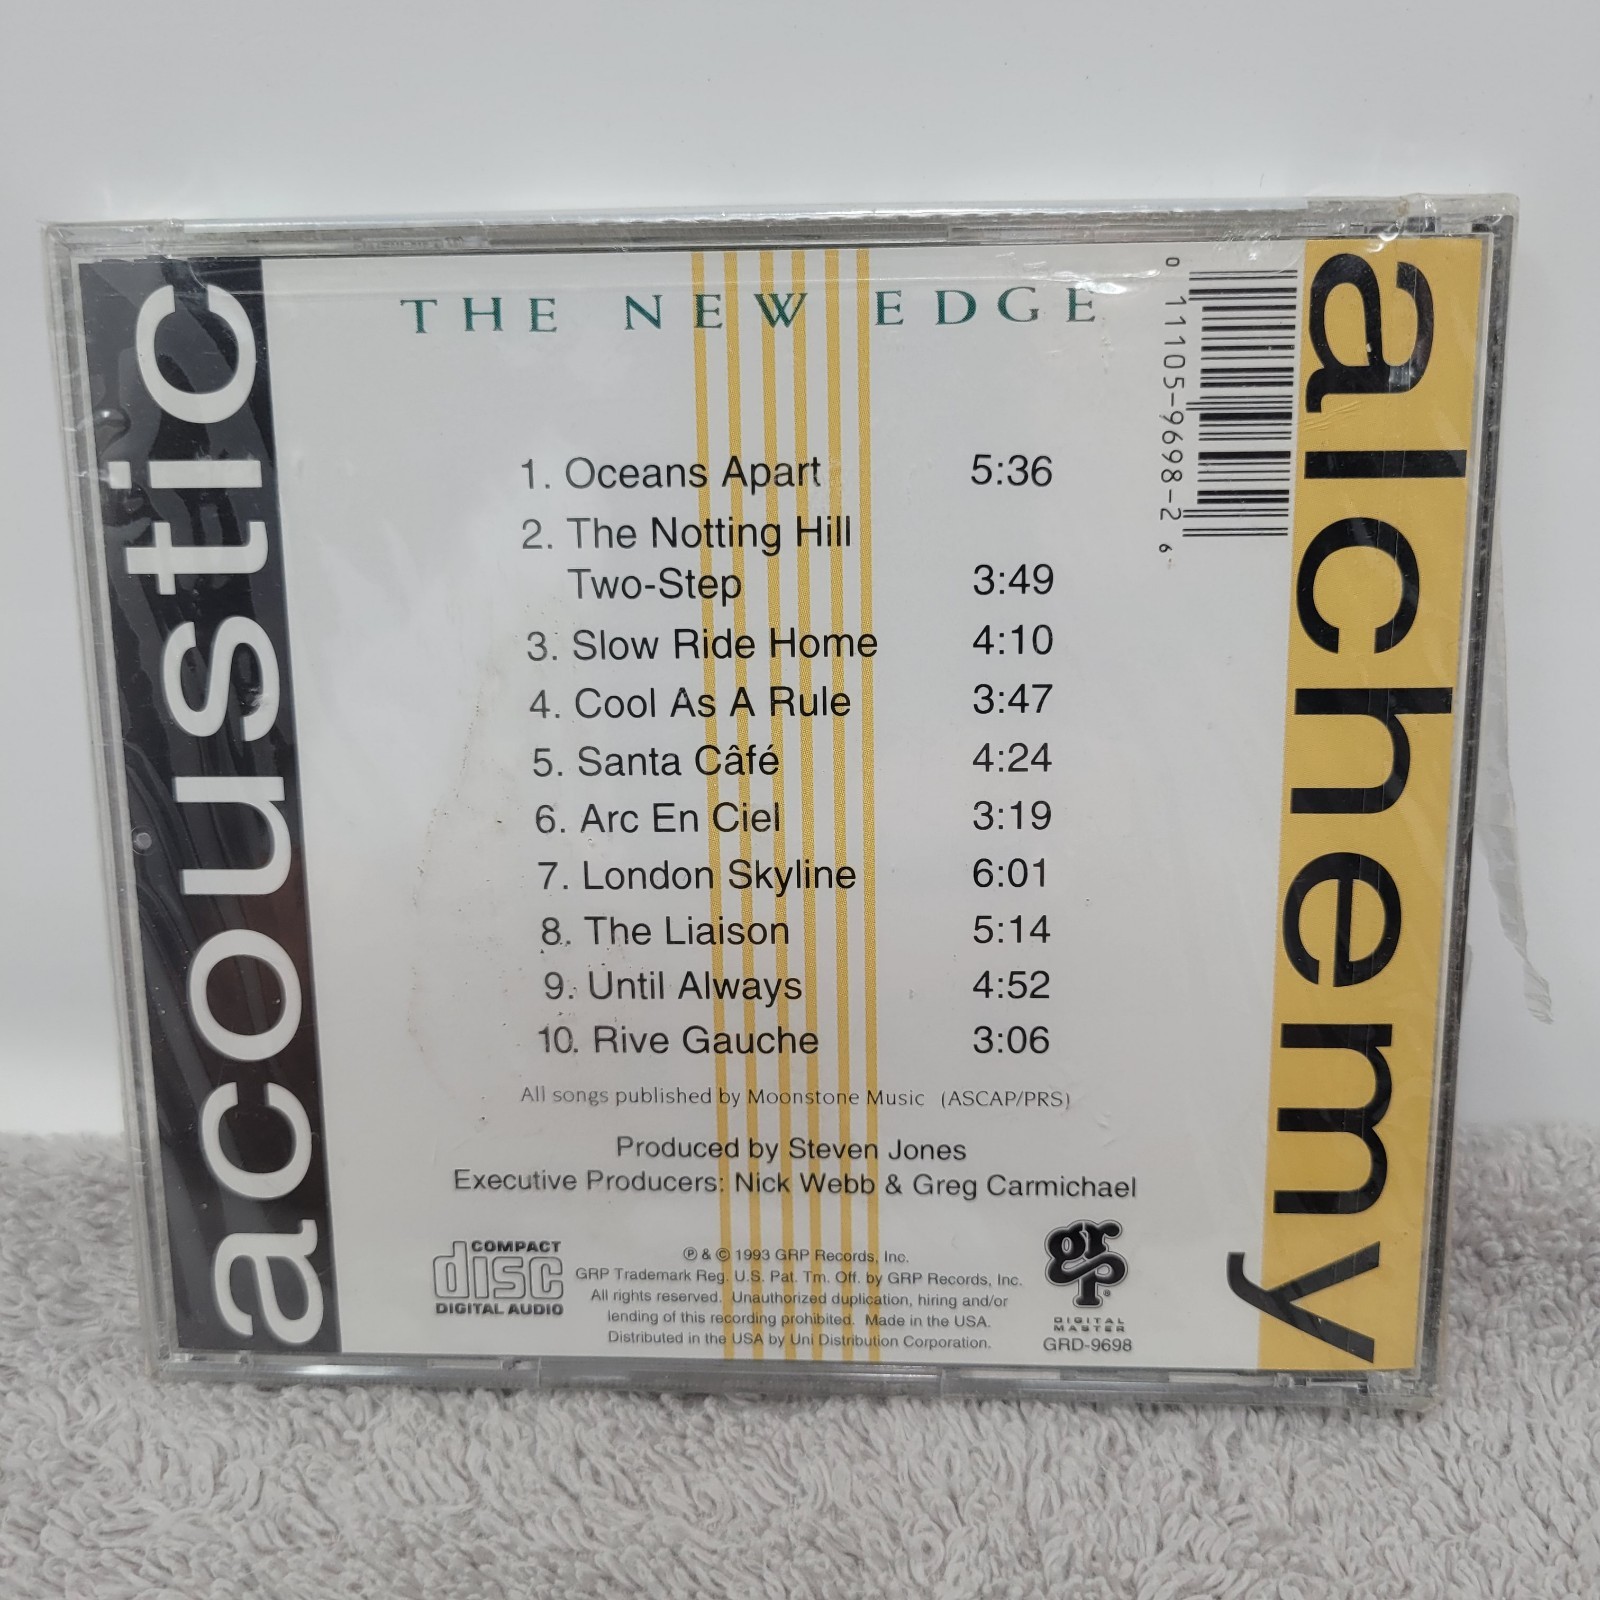 acoustic
THE NEW EDGE
1. Oceans Apart 5:36
2. The Notting Hill
Two-Step 3:49
3. Slow Ride Home 4:10
4. Cool As A Rule 3:47
5. Santa Câfé 4:24
6. Arc En Ciel 3:19
7. London Skyline 6:01
8. The Liaison 5:14
9. Until Always 4:52
10. Rive Gauche 3:06
All songs published by Moonstone Music (ASCAP/PRS)
Produced by Steven Jones
Executive Producers: Nick Webb & Greg Carmichael
COMPACT
disc
DIGITAL AUDIO
℗ & © 1993 GRP Records, Inc.
GRP Trademark Reg. U.S. Pat. Tm. Off. by GRP Records, Inc.
All rights reserved. Unauthorized duplication, hiring and/or
lending of this recording prohibited. Made in the USA.
Distributed in the USA by Uni Distribution Corporation.
grp®
DIGITAL
MASTER
GRD-9698
0 11105-9698-2 6
alchemy